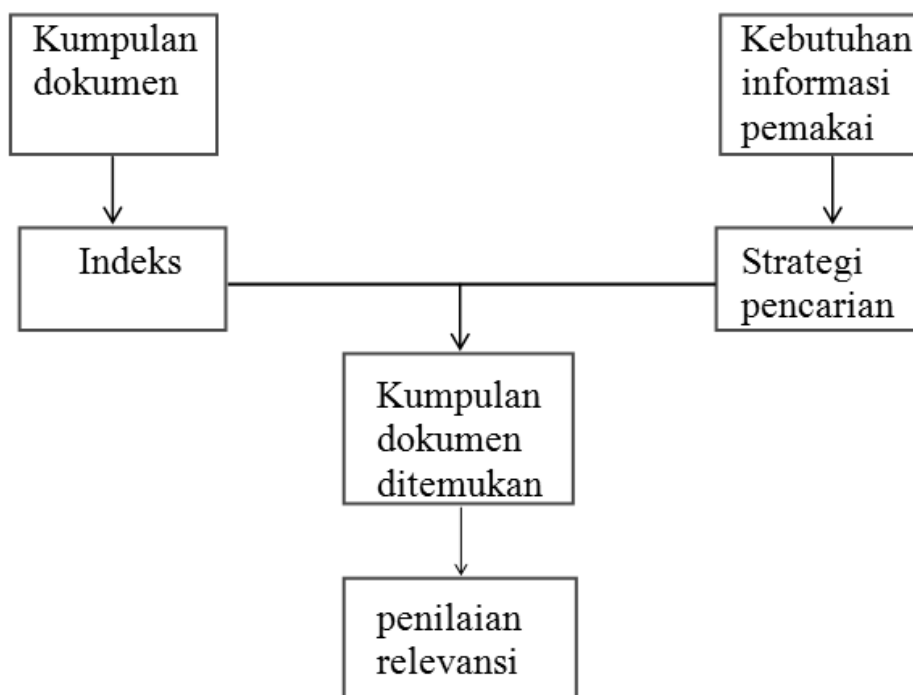 Kumpulan
dokumen
Kebutuhan
informasi
pemakai
Indeks
Strategi
pencarian
Kumpulan
dokumen
ditemukan
penilaian
relevansi